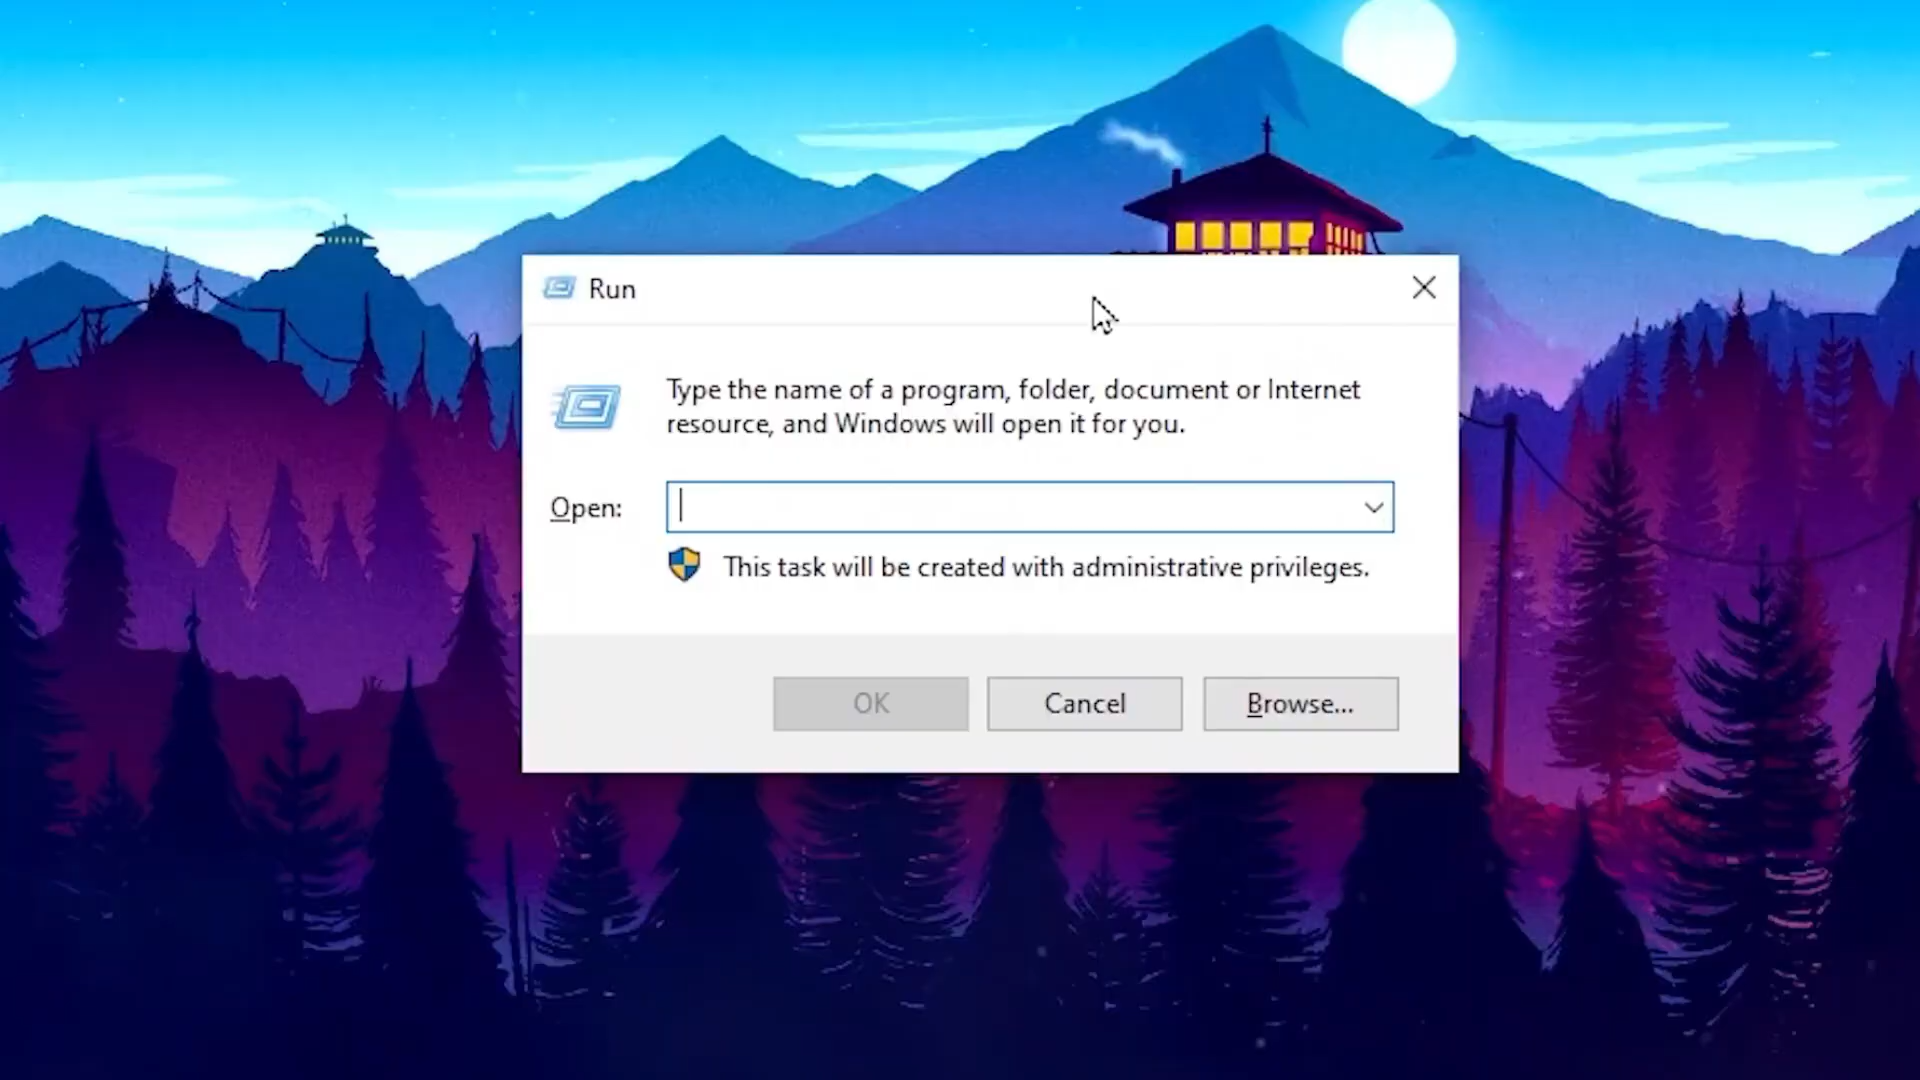 Run
Type the name of a program, folder, document or Internet
resource, and Windows will open it for you.
Open:
This task will be created with administrative privileges.
OK
Cancel
Browse...